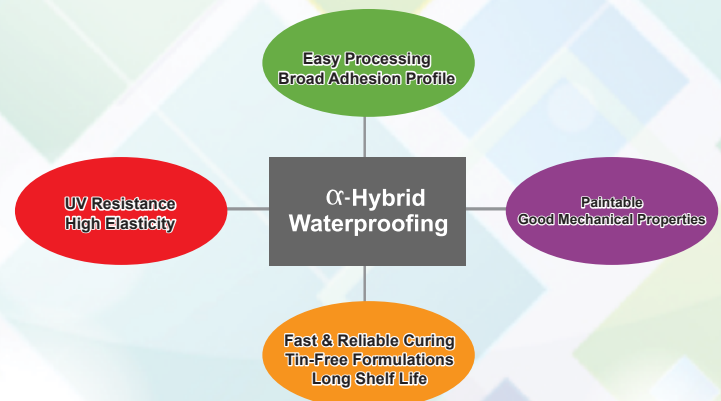 Easy Processing
Broad Adhesion Profile
UV Resistance
High Elasticity
α-Hybrid
Waterproofing
Paintable
Good Mechanical Properties
Fast & Reliable Curing
Tin-Free Formulations
Long Shelf Life